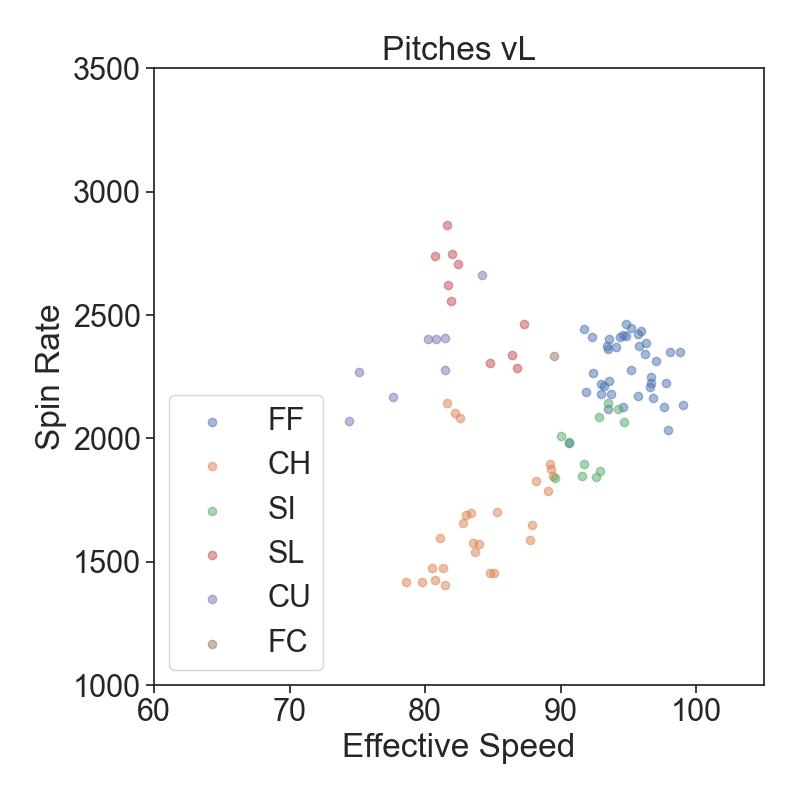 Pitches vL
3500
3000
2500
2000
1500
1000
Spin Rate
FF
CH
SI
SL
CU
FC
60 70 80 90 100
Effective Speed